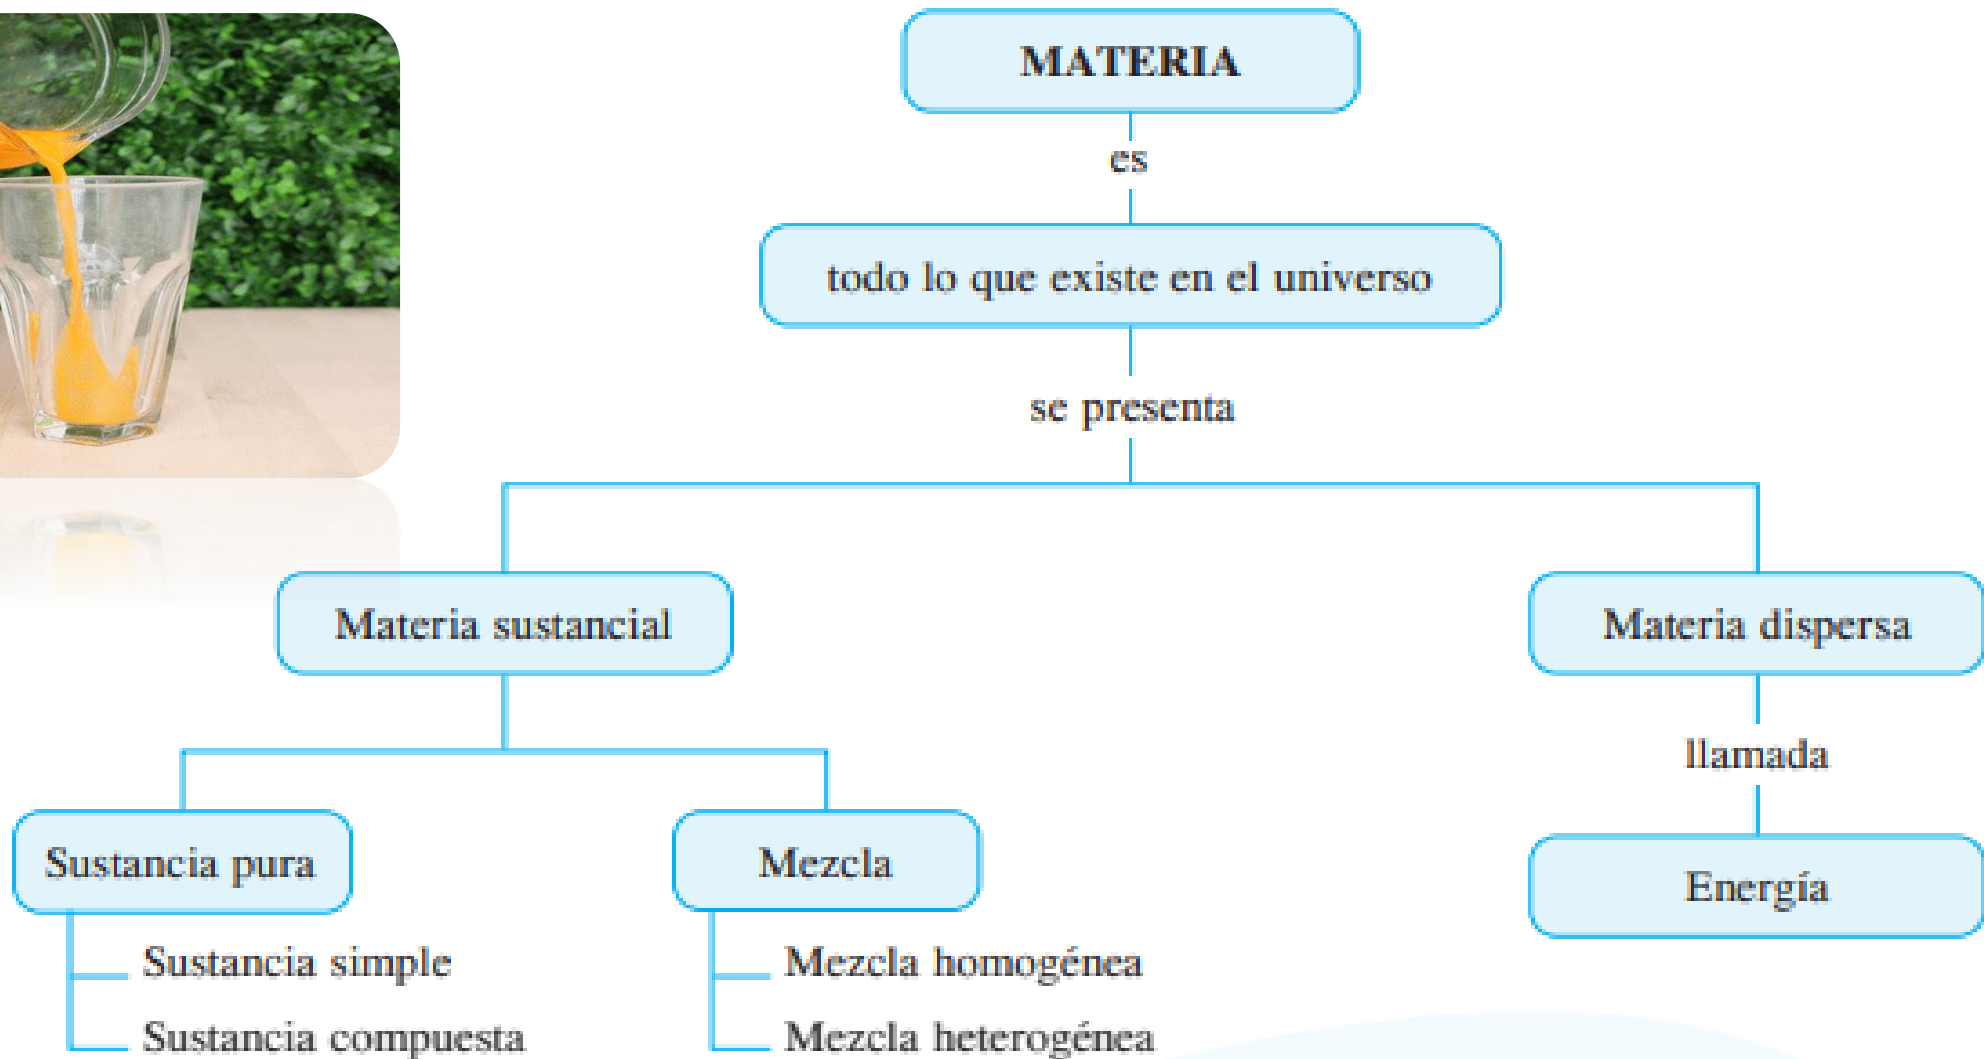 MATERIA
es
todo lo que existe en el universo
se presenta
Materia sustancial
Materia dispersa
llamada
Sustancia pura
Mezcla
Energía
Sustancia simple
Mezcla homogénea
Sustancia compuesta
Mezcla heterogénea